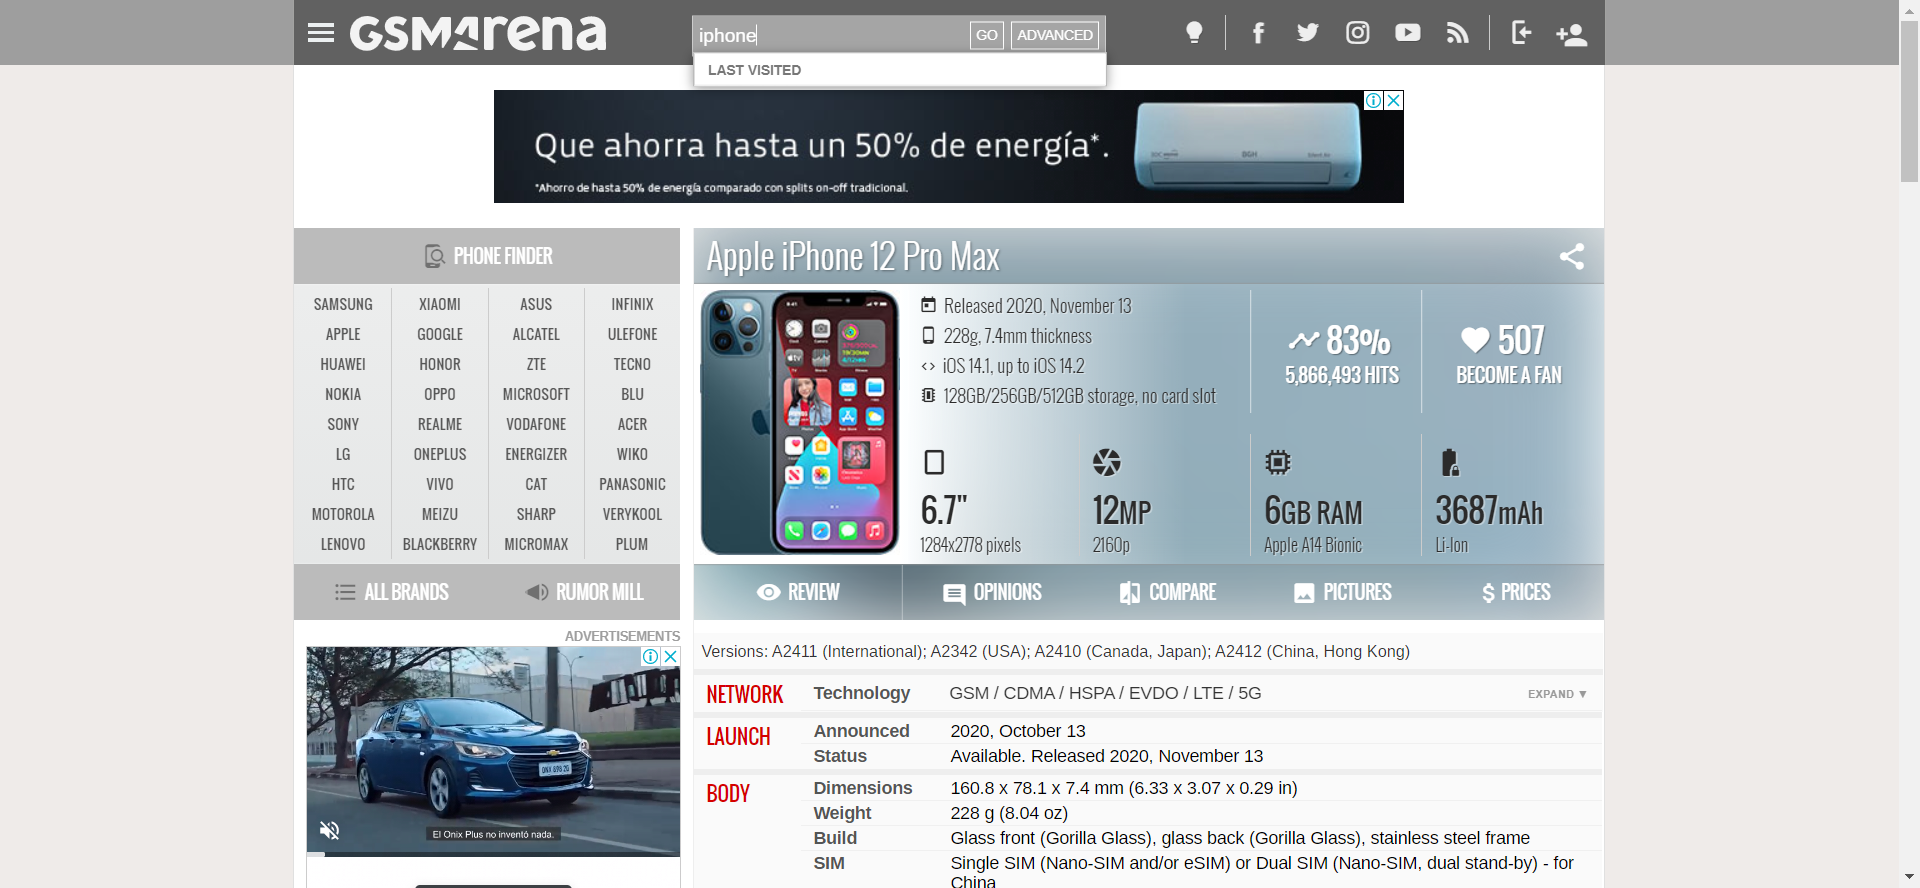 GSMArena
iphone
GO
ADVANCED
LAST VISITED
Que ahorra hasta un 50% de energía*.
*Ahorro de hasta 50% de energía comparado con splits on-off tradicional.
BGH
PHONE FINDER
SAMSUNG XIAOMI ASUS INFINIX
APPLE GOOGLE ALCATEL ULEFONE
HUAWEI HONOR ZTE TECNO
NOKIA OPPO MICROSOFT BLU
SONY REALME VODAFONE ACER
LG ONEPLUS ENERGIZER WIKO
HTC VIVO CAT PANASONIC
MOTOROLA MEIZU SHARP VERYKOOL
LENOVO BLACKBERRY MICROMAX PLUM
ALL BRANDS
RUMOR MILL
Apple iPhone 12 Pro Max
Released 2020, November 13
228g, 7.4mm thickness
iOS 14.1, up to iOS 14.2
128GB/256GB/512GB storage, no card slot
83%
5,866,493 HITS
507
BECOME A FAN
6.7"
1284x2778 pixels
12MP
2160p
6GB RAM
Apple A14 Bionic
3687mAh
Li-Ion
REVIEW
OPINIONS
COMPARE
PICTURES
PRICES
ADVERTISEMENTS
El Onix Plus no inventó nada.
Versions: A2411 (International); A2342 (USA); A2410 (Canada, Japan); A2412 (China, Hong Kong)
NETWORK Technology GSM / CDMA / HSPA / EVDO / LTE / 5G EXPAND ▼
LAUNCH Announced 2020, October 13
Status Available. Released 2020, November 13
BODY Dimensions 160.8 x 78.1 x 7.4 mm (6.33 x 3.07 x 0.29 in)
Weight 228 g (8.04 oz)
Build Glass front (Gorilla Glass), glass back (Gorilla Glass), stainless steel frame
SIM Single SIM (Nano-SIM and/or eSIM) or Dual SIM (Nano-SIM, dual stand-by) - for
China